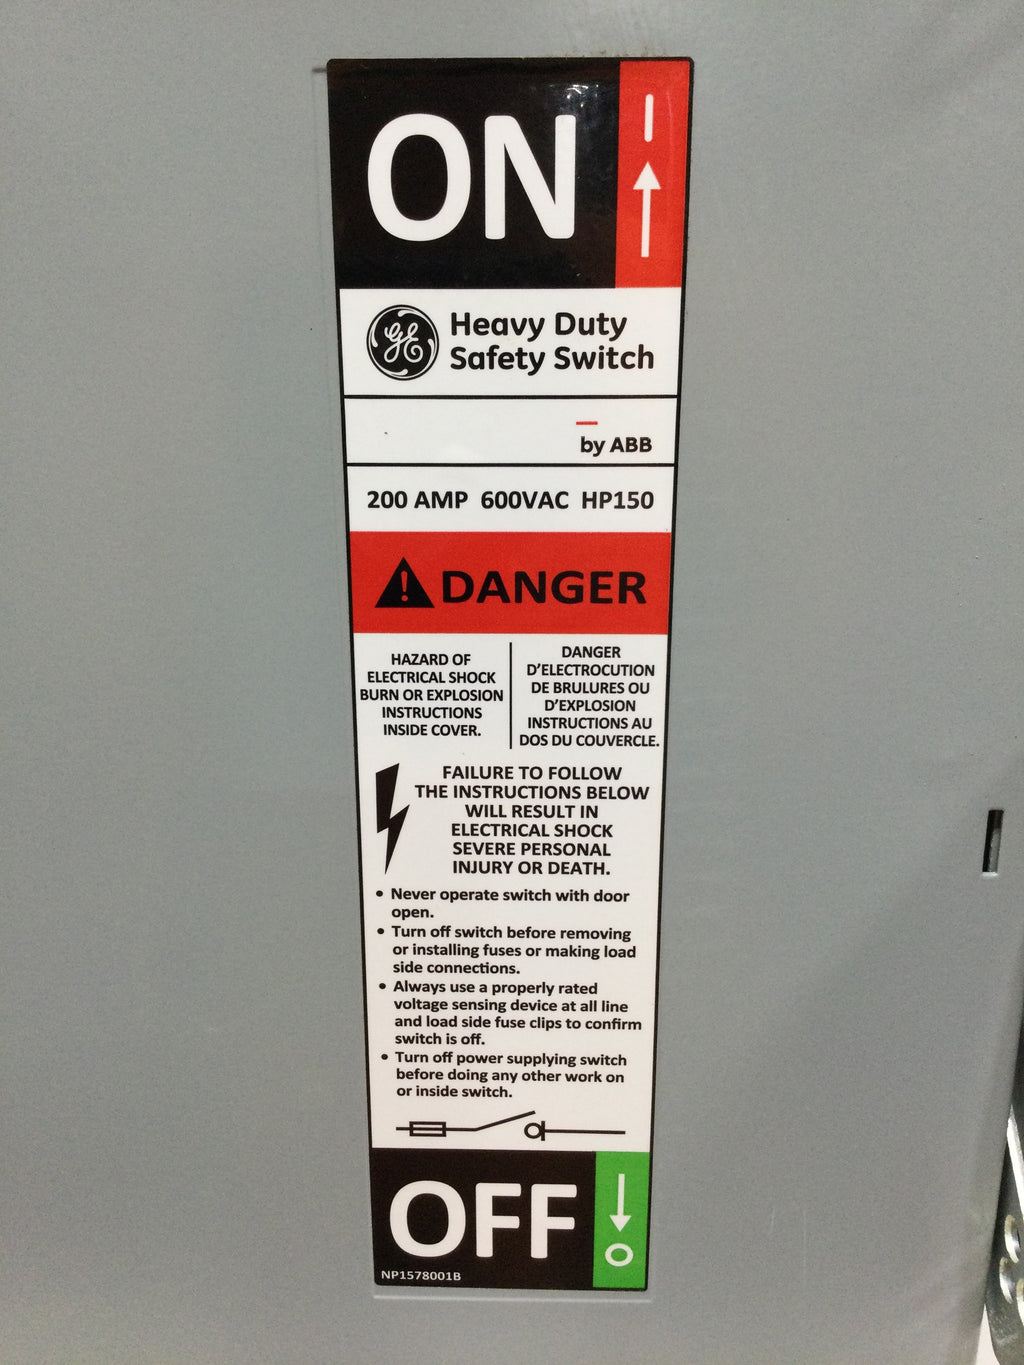 ON
GE
Heavy Duty
Safety Switch
by ABB
200 AMP 600VAC HP150
DANGER
HAZARD OF
ELECTRICAL SHOCK
BURN OR EXPLOSION
INSTRUCTIONS
INSIDE COVER.
DANGER
D'ELECTROCUTION
DE BRULURES OU
D'EXPLOSION
INSTRUCTIONS AU
DOS DU COUVERCLE.
FAILURE TO FOLLOW
THE INSTRUCTIONS BELOW
WILL RESULT IN
ELECTRICAL SHOCK
SEVERE PERSONAL
INJURY OR DEATH.
• Never operate switch with door
open.
• Turn off switch before removing
or installing fuses or making load
side connections.
• Always use a properly rated
voltage sensing device at all line
and load side fuse clips to confirm
switch is off.
• Turn off power supplying switch
before doing any other work on
or inside switch.
OFF
NP1578001B